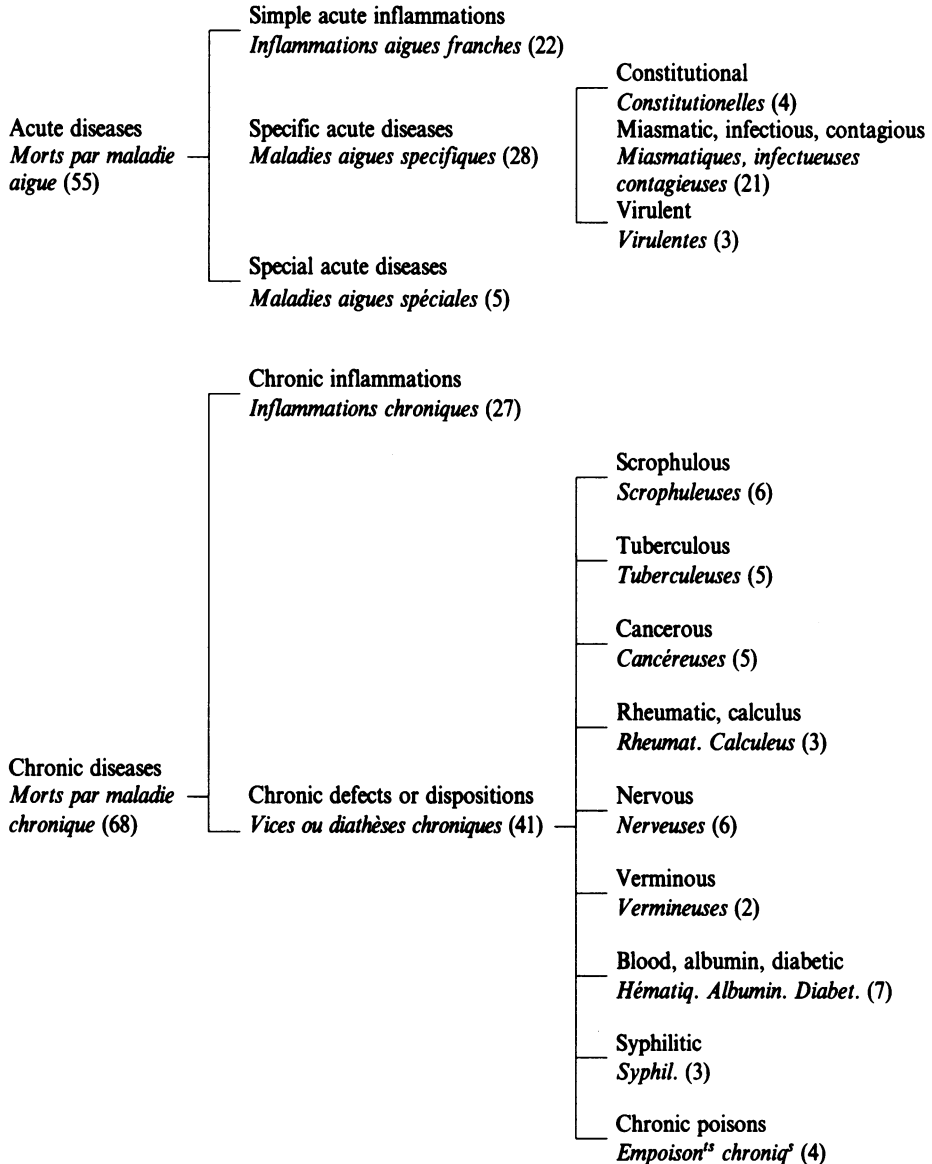 Simple acute inflammations
Inflammations aigues franches (22)
Acute diseases
Morts par maladie
aigue (55)
Specific acute diseases
Maladies aigues specifiques (28)
Constitutional
Constitutionelles (4)
Miasmatic, infectious, contagious
Miasmatiques, infectueuses
contagieuses (21)
Virulent
Virulentes (3)
Special acute diseases
Maladies aigues spéciales (5)
Chronic inflammations
Inflammations chroniques (27)
Chronic diseases
Morts par maladie
chronique (68)
Chronic defects or dispositions
Vices ou diathèses chroniques (41)
Scrophulous
Scrophuleuses (6)
Tuberculous
Tuberculeuses (5)
Cancerous
Cancéreuses (5)
Rheumatic, calculus
Rheumat. Calculeus (3)
Nervous
Nerveuses (6)
Verminous
Vermineuses (2)
Blood, albumin, diabetic
Hématiq. Albumin. Diabet. (7)
Syphilitic
Syphil. (3)
Chronic poisons
Empoisonts chroniqs (4)